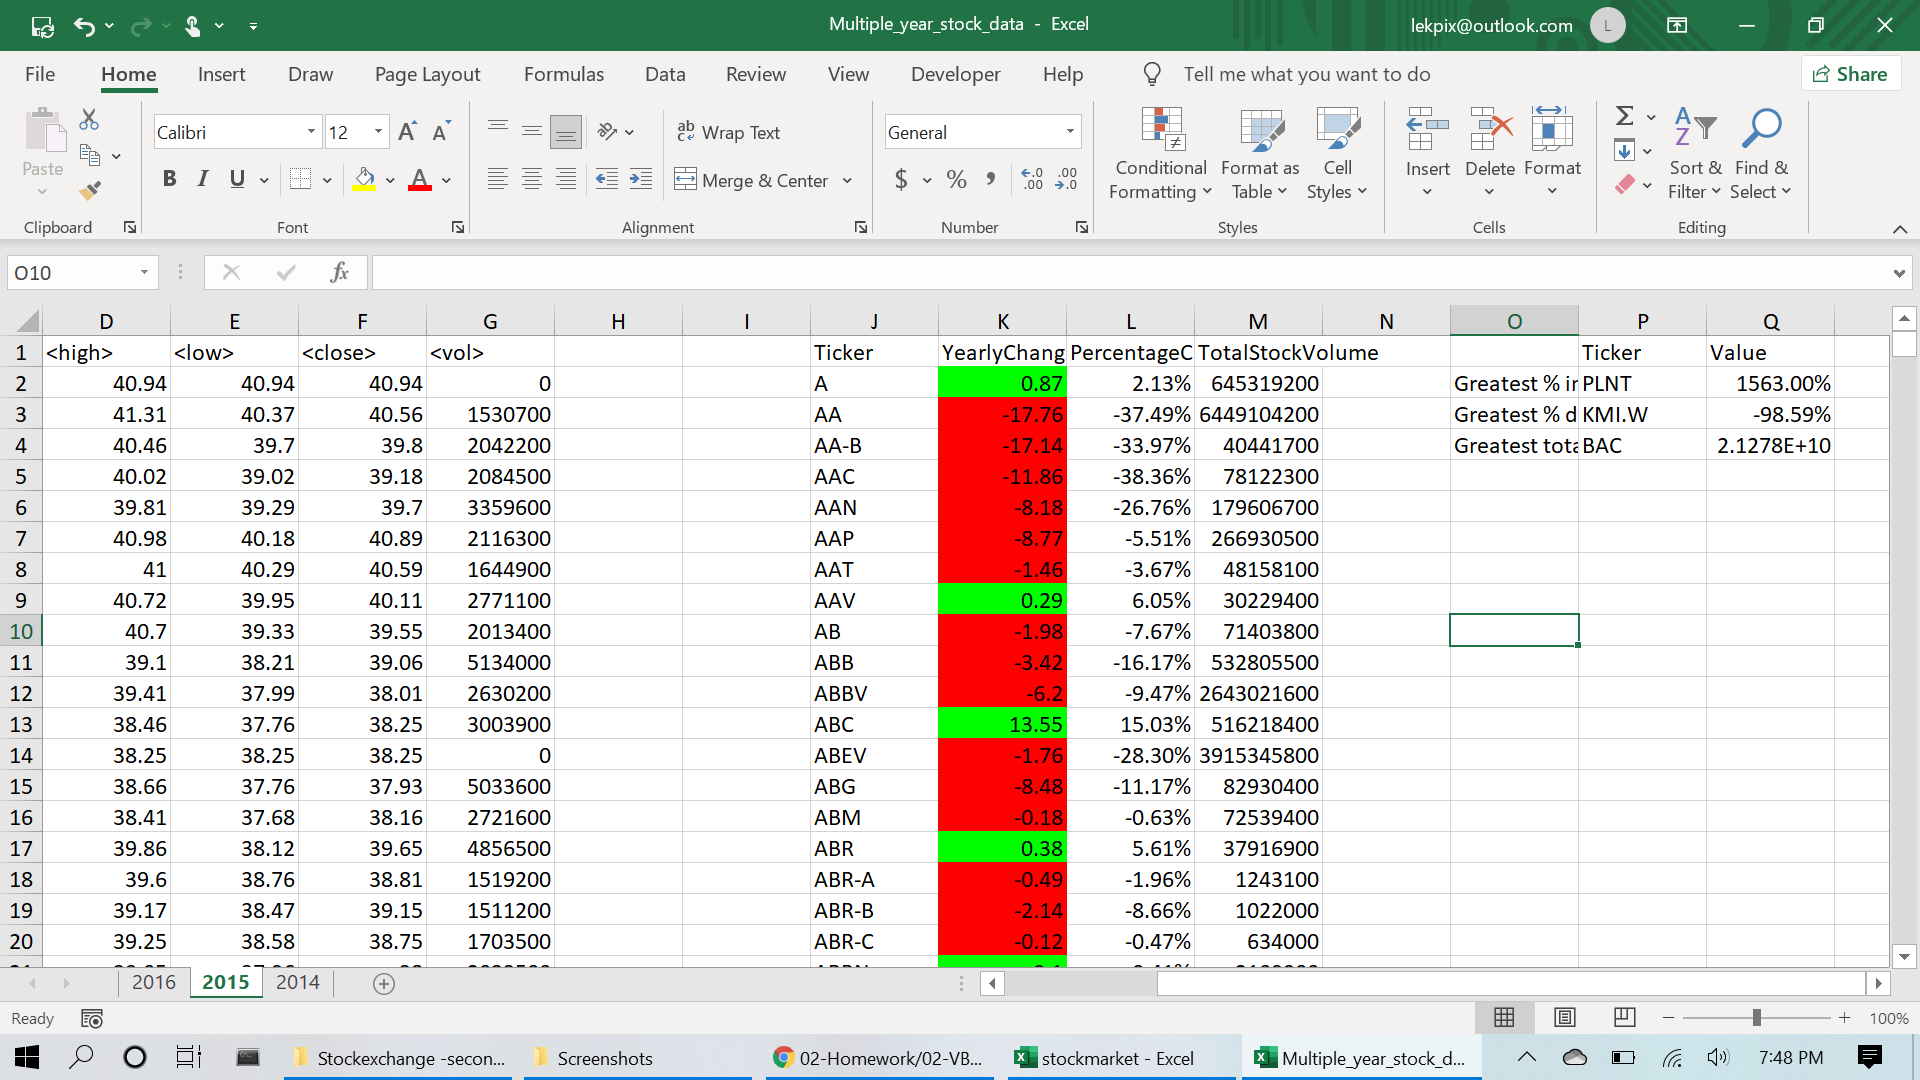 Multiple_year_stock_data - Excel
lekpix@outlook.com
L
File Home Insert Draw Page Layout Formulas Data Review View Developer Help Tell me what you want to do Share
Calibri 12 A A ab Wrap Text General
Paste B I U A Merge & Center $ % Conditional Formatting Format as Table Cell Styles Insert Delete Format Sort & Filter Find & Select
Clipboard Font Alignment Number Styles Cells Editing
O10 fx
D E F G H I J K L M N O P Q
1 <high> <low> <close> <vol> Ticker YearlyChang PercentageC TotalStockVolume Ticker Value
2 40.94 40.94 40.94 0 A 0.87 2.13% 645319200 Greatest % in PLNT 1563.00%
3 41.31 40.37 40.56 1530700 AA -17.76 -37.49% 6449104200 Greatest % d KMI.W -98.59%
4 40.46 39.7 39.8 2042200 AA-B -17.14 -33.97% 40441700 Greatest tota BAC 2.1278E+10
5 40.02 39.02 39.18 2084500 AAC -11.86 -38.36% 78122300
6 39.81 39.29 39.7 3359600 AAN -8.18 -26.76% 179606700
7 40.98 40.18 40.89 2116300 AAP -8.77 -5.51% 266930500
8 41 40.29 40.59 1644900 AAT -1.46 -3.67% 48158100
9 40.72 39.95 40.11 2771100 AAV 0.29 6.05% 30229400
10 40.7 39.33 39.55 2013400 AB -1.98 -7.67% 71403800
11 39.1 38.21 39.06 5134000 ABB -3.42 -16.17% 532805500
12 39.41 37.99 38.01 2630200 ABBV -6.2 -9.47% 2643021600
13 38.46 37.76 38.25 3003900 ABC 13.55 15.03% 516218400
14 38.25 38.25 38.25 0 ABEV -1.76 -28.30% 3915345800
15 38.66 37.76 37.93 5033600 ABG -8.48 -11.17% 82930400
16 38.41 37.68 38.16 2721600 ABM -0.18 -0.63% 72539400
17 39.86 38.12 39.65 4856500 ABR 0.38 5.61% 37916900
18 39.6 38.76 38.81 1519200 ABR-A -0.49 -1.96% 1243100
19 39.17 38.47 39.15 1511200 ABR-B -2.14 -8.66% 1022000
20 39.25 38.58 38.75 1703500 ABR-C -0.12 -0.47% 634000
2016 2015 2014
Ready 100%
Stockexchange -secon... Screenshots 02-Homework/02-VB... stockmarket - Excel Multiple_year_stock_d... 7:48 PM